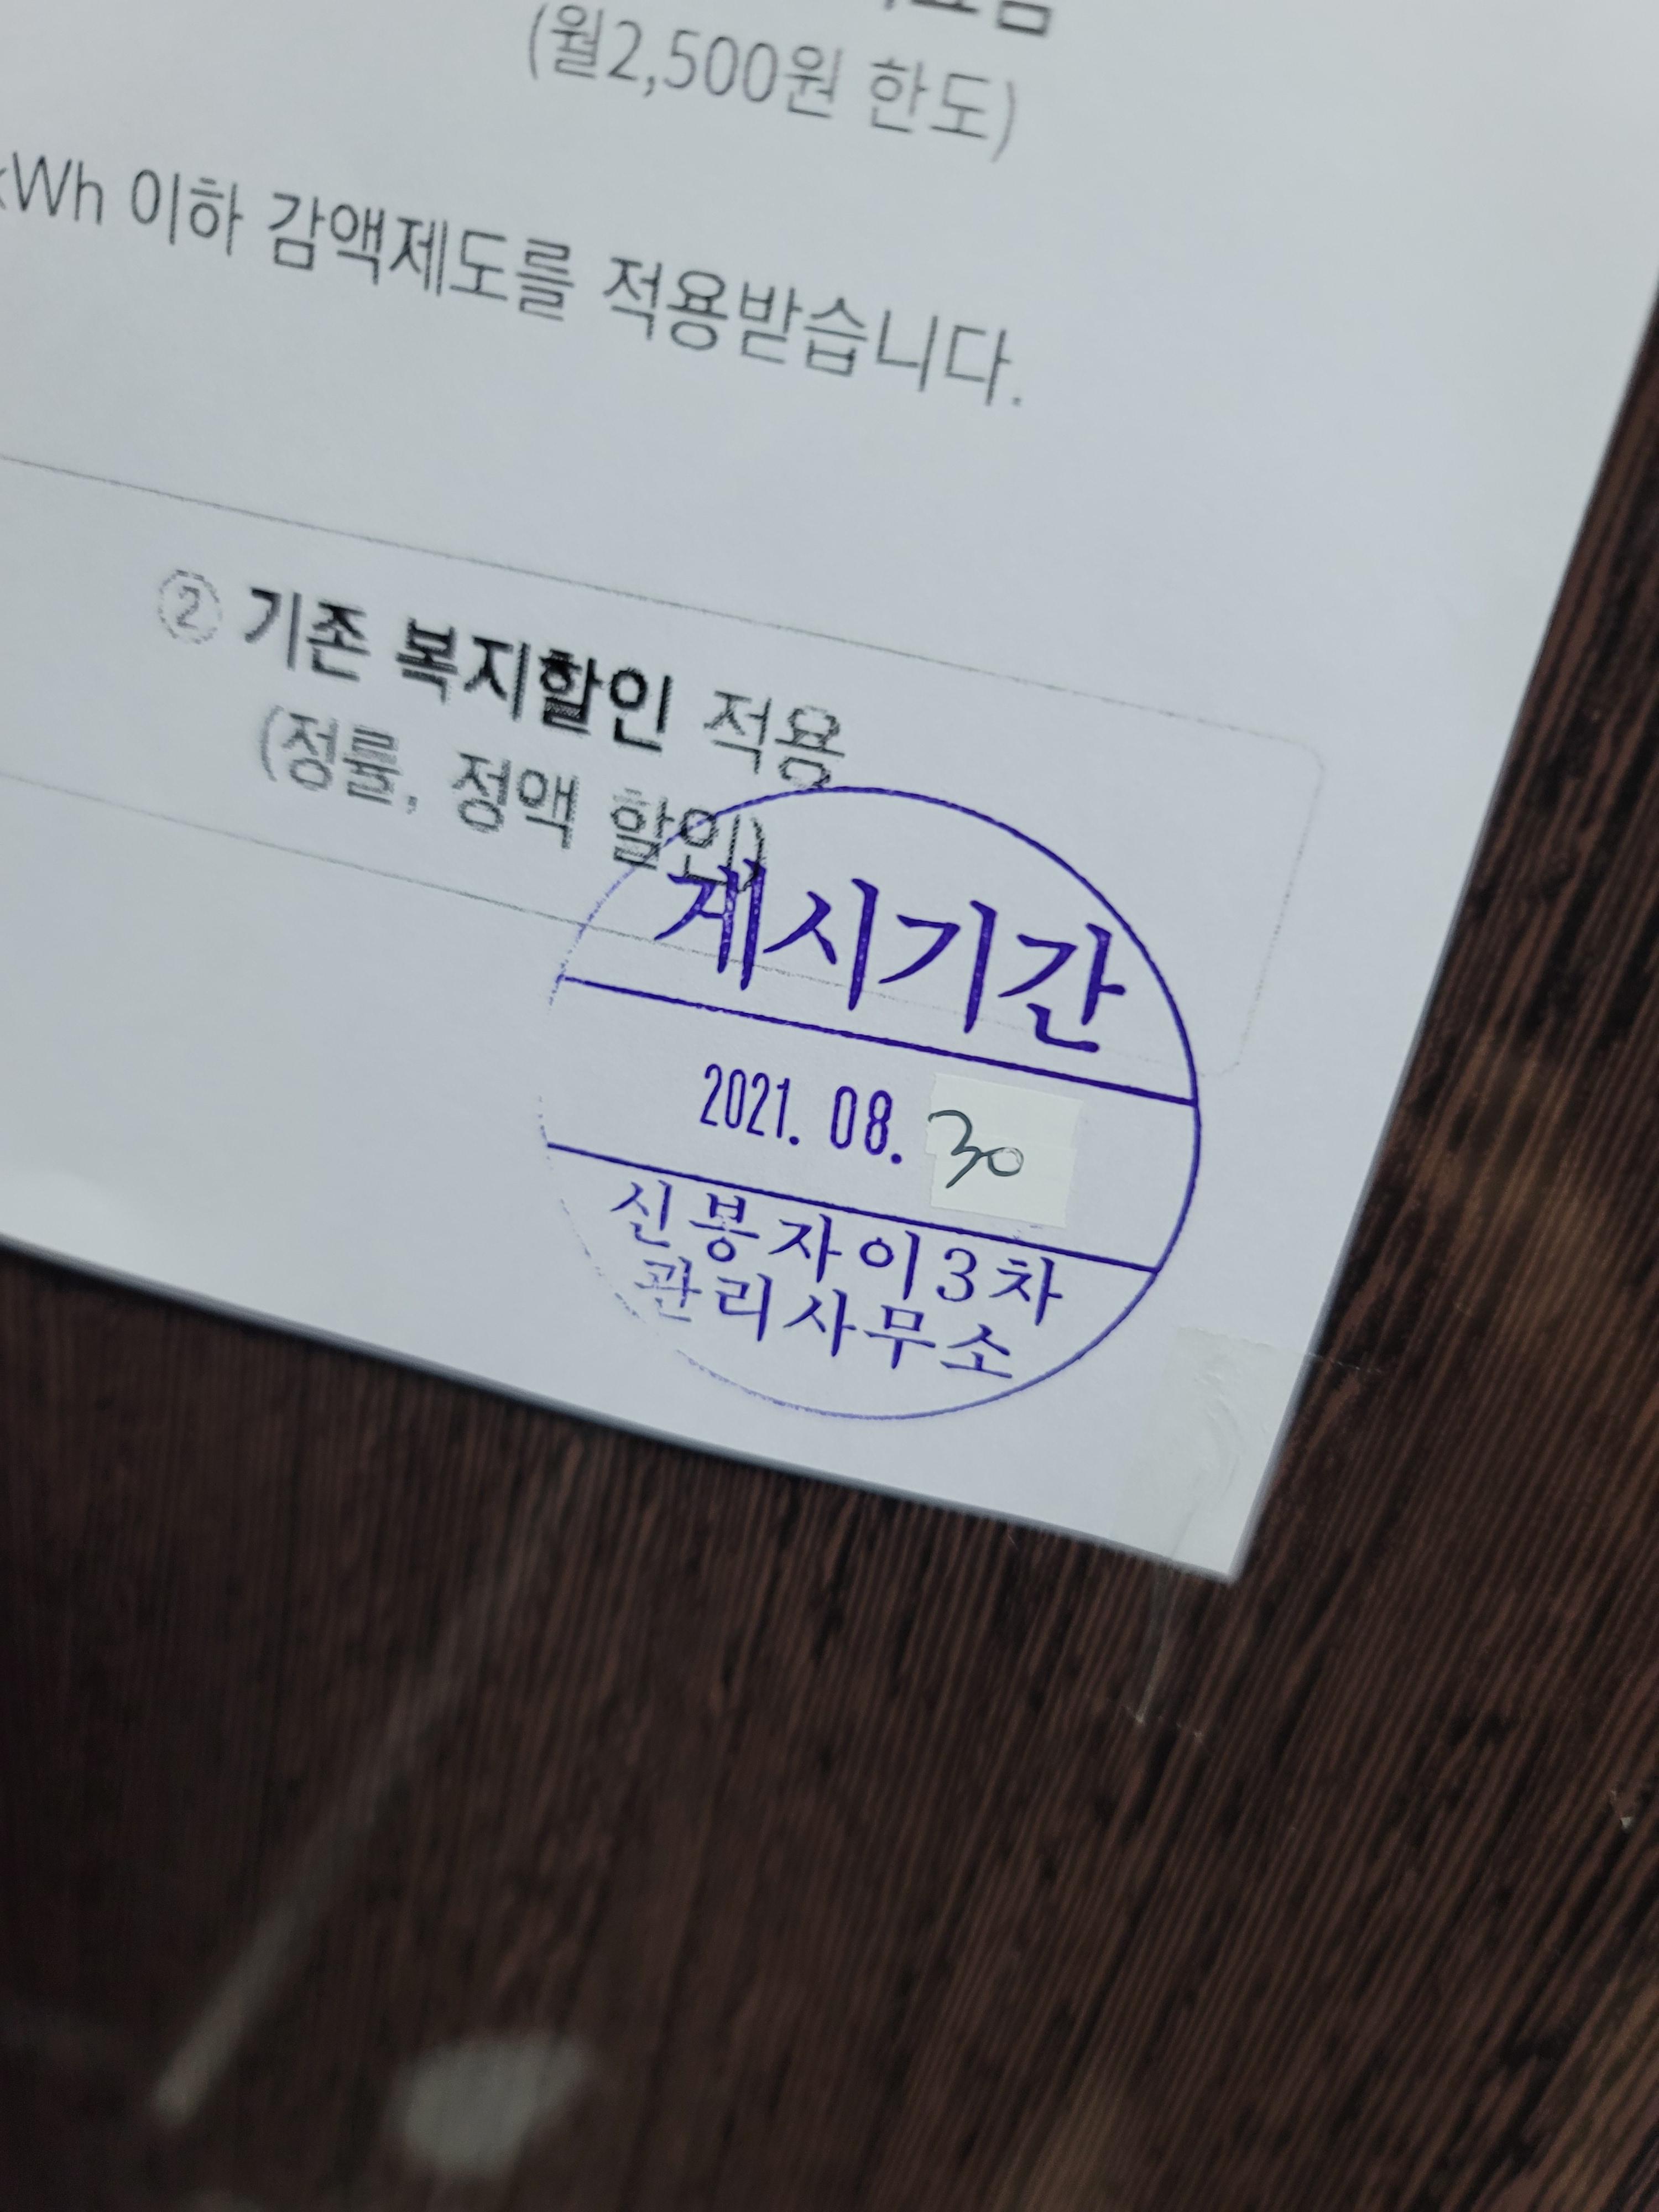 (월2,500원 한도)
kWh 이하 감액제도를 적용받습니다.
② 기존 복지할인 적용
(정률, 정액 할인)
게시기간
2021. 08. 30
신봉자이3차
관리사무소